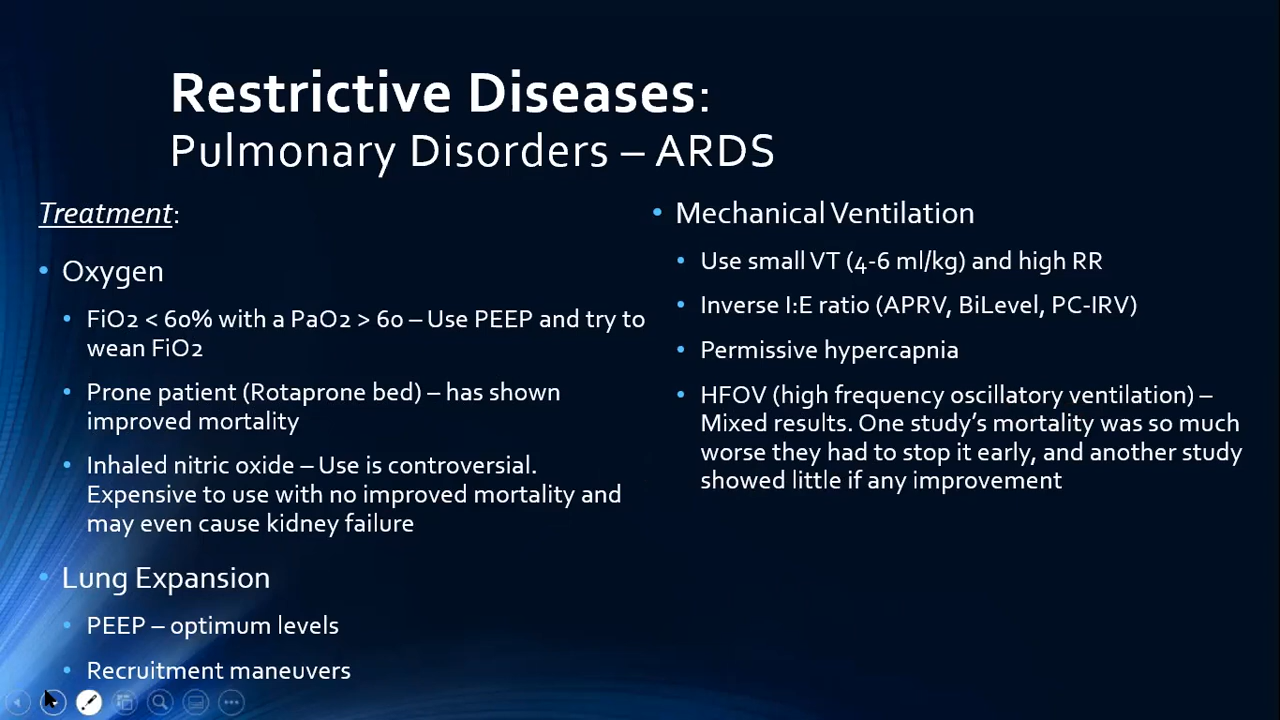 Restrictive Diseases:
Pulmonary Disorders – ARDS
Treatment:
• Oxygen
• FiO2 < 60% with a PaO2 > 60 – Use PEEP and try to
wean FiO2
• Prone patient (Rotaprone bed) – has shown
improved mortality
• Inhaled nitric oxide – Use is controversial.
Expensive to use with no improved mortality and
may even cause kidney failure
• Lung Expansion
• PEEP – optimum levels
• Recruitment maneuvers
• Mechanical Ventilation
• Use small VT (4-6 ml/kg) and high RR
• Inverse I:E ratio (APRV, BiLevel, PC-IRV)
• Permissive hypercapnia
• HFOV (high frequency oscillatory ventilation) –
Mixed results. One study’s mortality was so much
worse they had to stop it early, and another study
showed little if any improvement